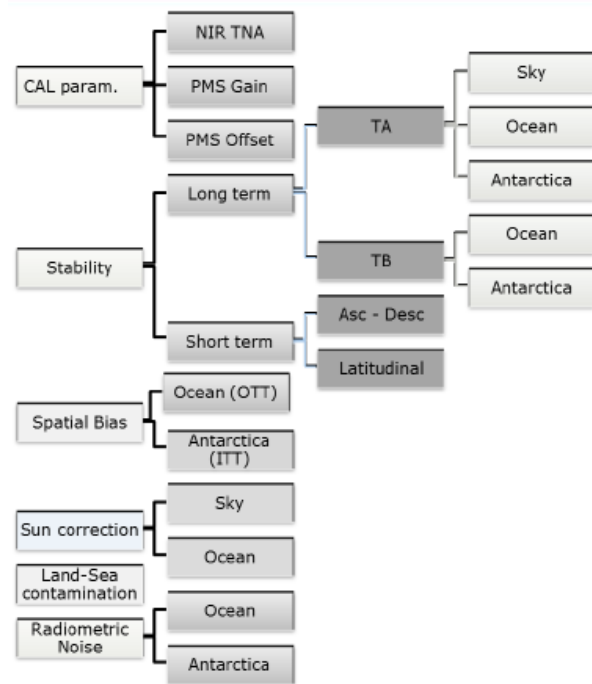 NIR TNA
CAL param.
PMS Gain
PMS Offset
Stability
Long term
TA
Sky
Ocean
Antarctica
TB
Ocean
Antarctica
Short term
Asc - Desc
Latitudinal
Spatial Bias
Ocean (OTT)
Antarctica
(ITT)
Sun correction
Sky
Ocean
Land-Sea
contamination
Radiometric
Noise
Ocean
Antarctica